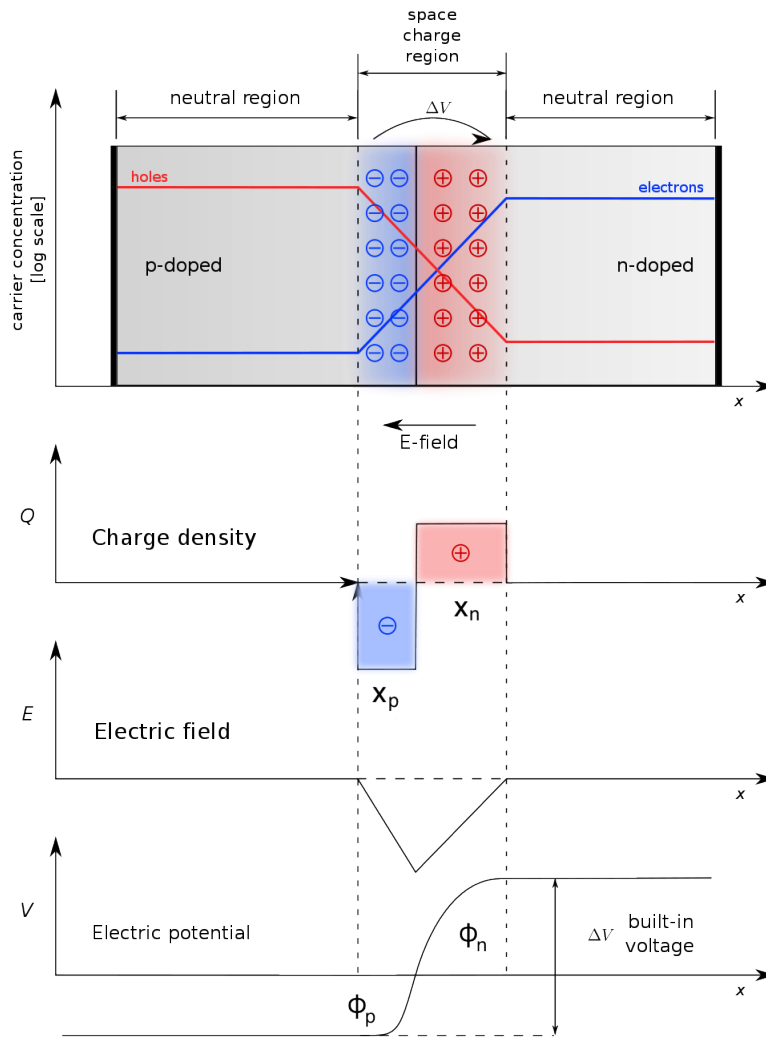 space
charge
region
neutral region
ΔV
neutral region
holes
electrons
carrier concentration
[log scale]
p-doped
n-doped
x
E-field
Q
Charge density
x
xₙ
xₚ
E
Electric field
x
V
Electric potential
ϕₙ
ΔV
built-in
voltage
x
ϕₚ